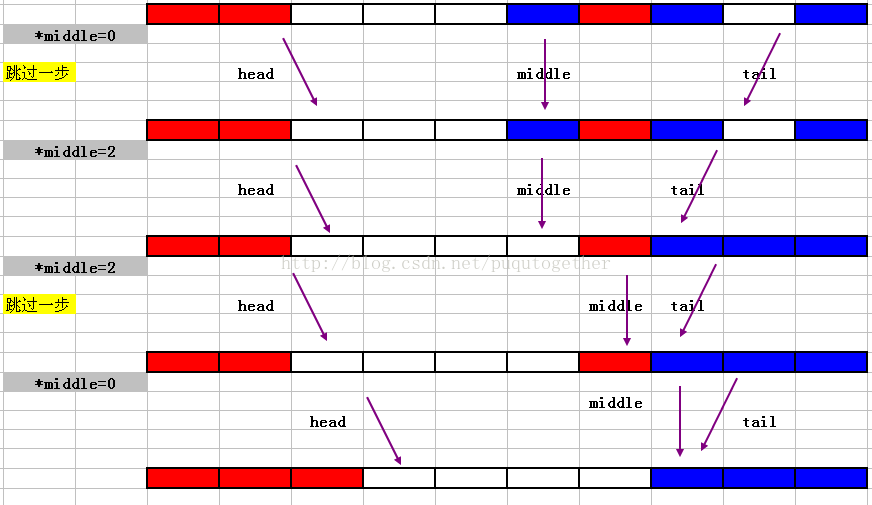 *middle=0
跳过一步 head middle tail
*middle=2
head middle tail
*middle=2
http://blog.csdn.net/puqutogether
跳过一步 head middle tail
*middle=0
middle
head tail